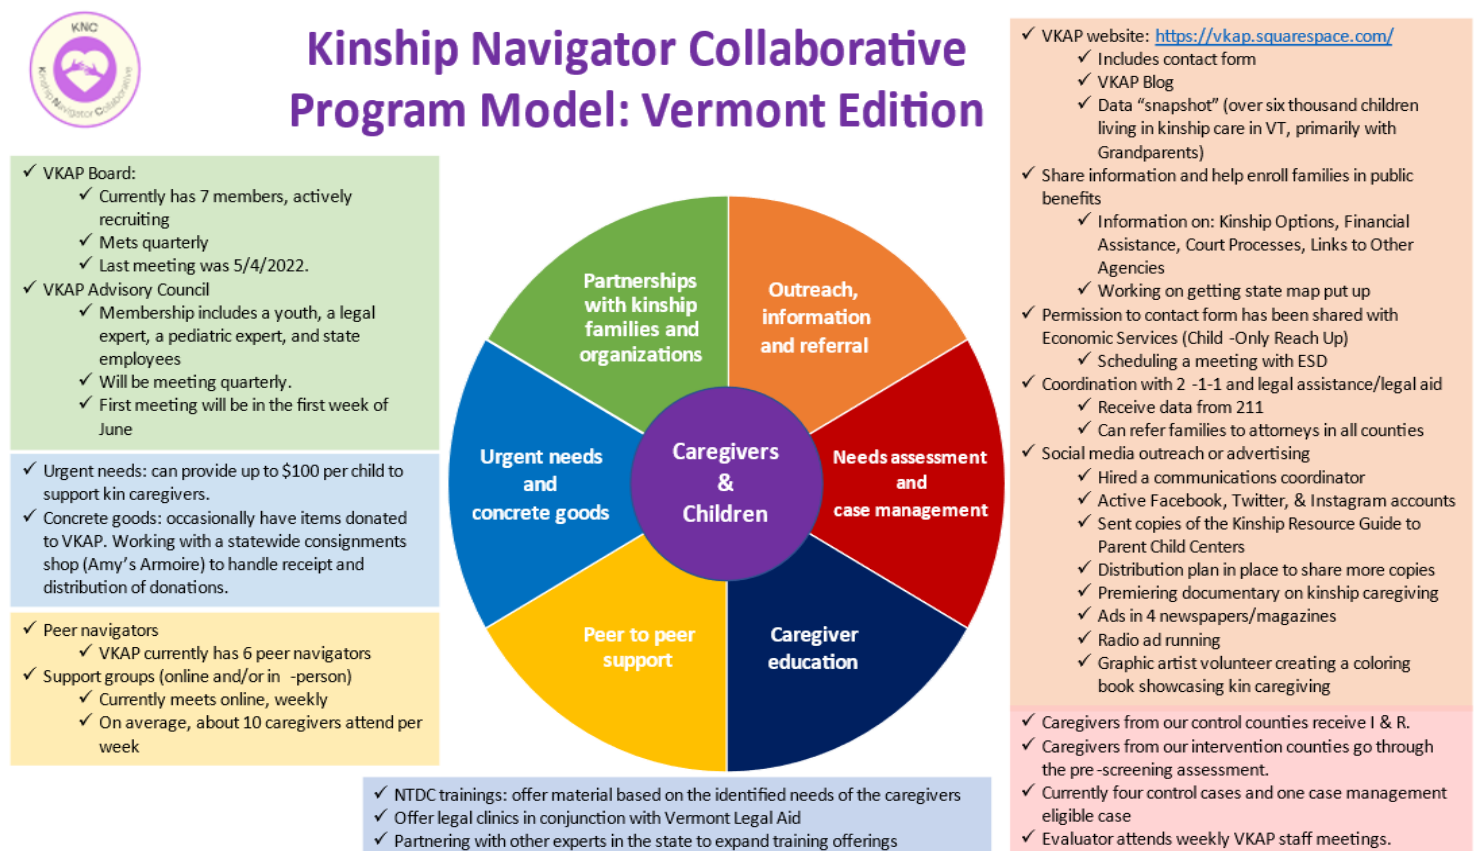 KNC
Kinship Navigator Collaborative
Kinship Navigator Collaborative
Program Model: Vermont Edition
✓ VKAP Board:
✓ Currently has 7 members, actively
recruiting
✓ Mets quarterly
✓ Last meeting was 5/4/2022.
✓ VKAP Advisory Council
✓ Membership includes a youth, a legal
expert, a pediatric expert, and state
employees
✓ Will be meeting quarterly.
✓ First meeting will be in the first week of
June
✓ Urgent needs: can provide up to $100 per child to
support kin caregivers.
✓ Concrete goods: occasionally have items donated
to VKAP. Working with a statewide consignments
shop (Amy's Armoire) to handle receipt and
distribution of donations.
✓ Peer navigators
✓ VKAP currently has 6 peer navigators
✓ Support groups (online and/or in -person)
✓ Currently meets online, weekly
✓ On average, about 10 caregivers attend per
week
Partnerships
with kinship
families and
organizations
Outreach,
information
and referral
Urgent needs
and
concrete goods
Caregivers
&
Children
Needs assessment
and
case management
Peer to peer
support
Caregiver
education
✓ NTDC trainings: offer material based on the identified needs of the caregivers
✓ Offer legal clinics in conjunction with Vermont Legal Aid
✓ Partnering with other experts in the state to expand training offerings
✓ VKAP website: https://vkap.squarespace.com/
✓ Includes contact form
✓ VKAP Blog
✓ Data "snapshot" (over six thousand children
living in kinship care in VT, primarily with
Grandparents)
✓ Share information and help enroll families in public
benefits
✓ Information on: Kinship Options, Financial
Assistance, Court Processes, Links to Other
Agencies
✓ Working on getting state map put up
✓ Permission to contact form has been shared with
Economic Services (Child -Only Reach Up)
✓ Scheduling a meeting with ESD
✓ Coordination with 2 -1-1 and legal assistance/legal aid
✓ Receive data from 211
✓ Can refer families to attorneys in all counties
✓ Social media outreach or advertising
✓ Hired a communications coordinator
✓ Active Facebook, Twitter, & Instagram accounts
✓ Sent copies of the Kinship Resource Guide to
Parent Child Centers
✓ Distribution plan in place to share more copies
✓ Premiering documentary on kinship caregiving
✓ Ads in 4 newspapers/magazines
✓ Radio ad running
✓ Graphic artist volunteer creating a coloring
book showcasing kin caregiving
✓ Caregivers from our control counties receive I & R.
✓ Caregivers from our intervention counties go through
the pre -screening assessment.
✓ Currently four control cases and one case management
eligible case
✓ Evaluator attends weekly VKAP staff meetings.